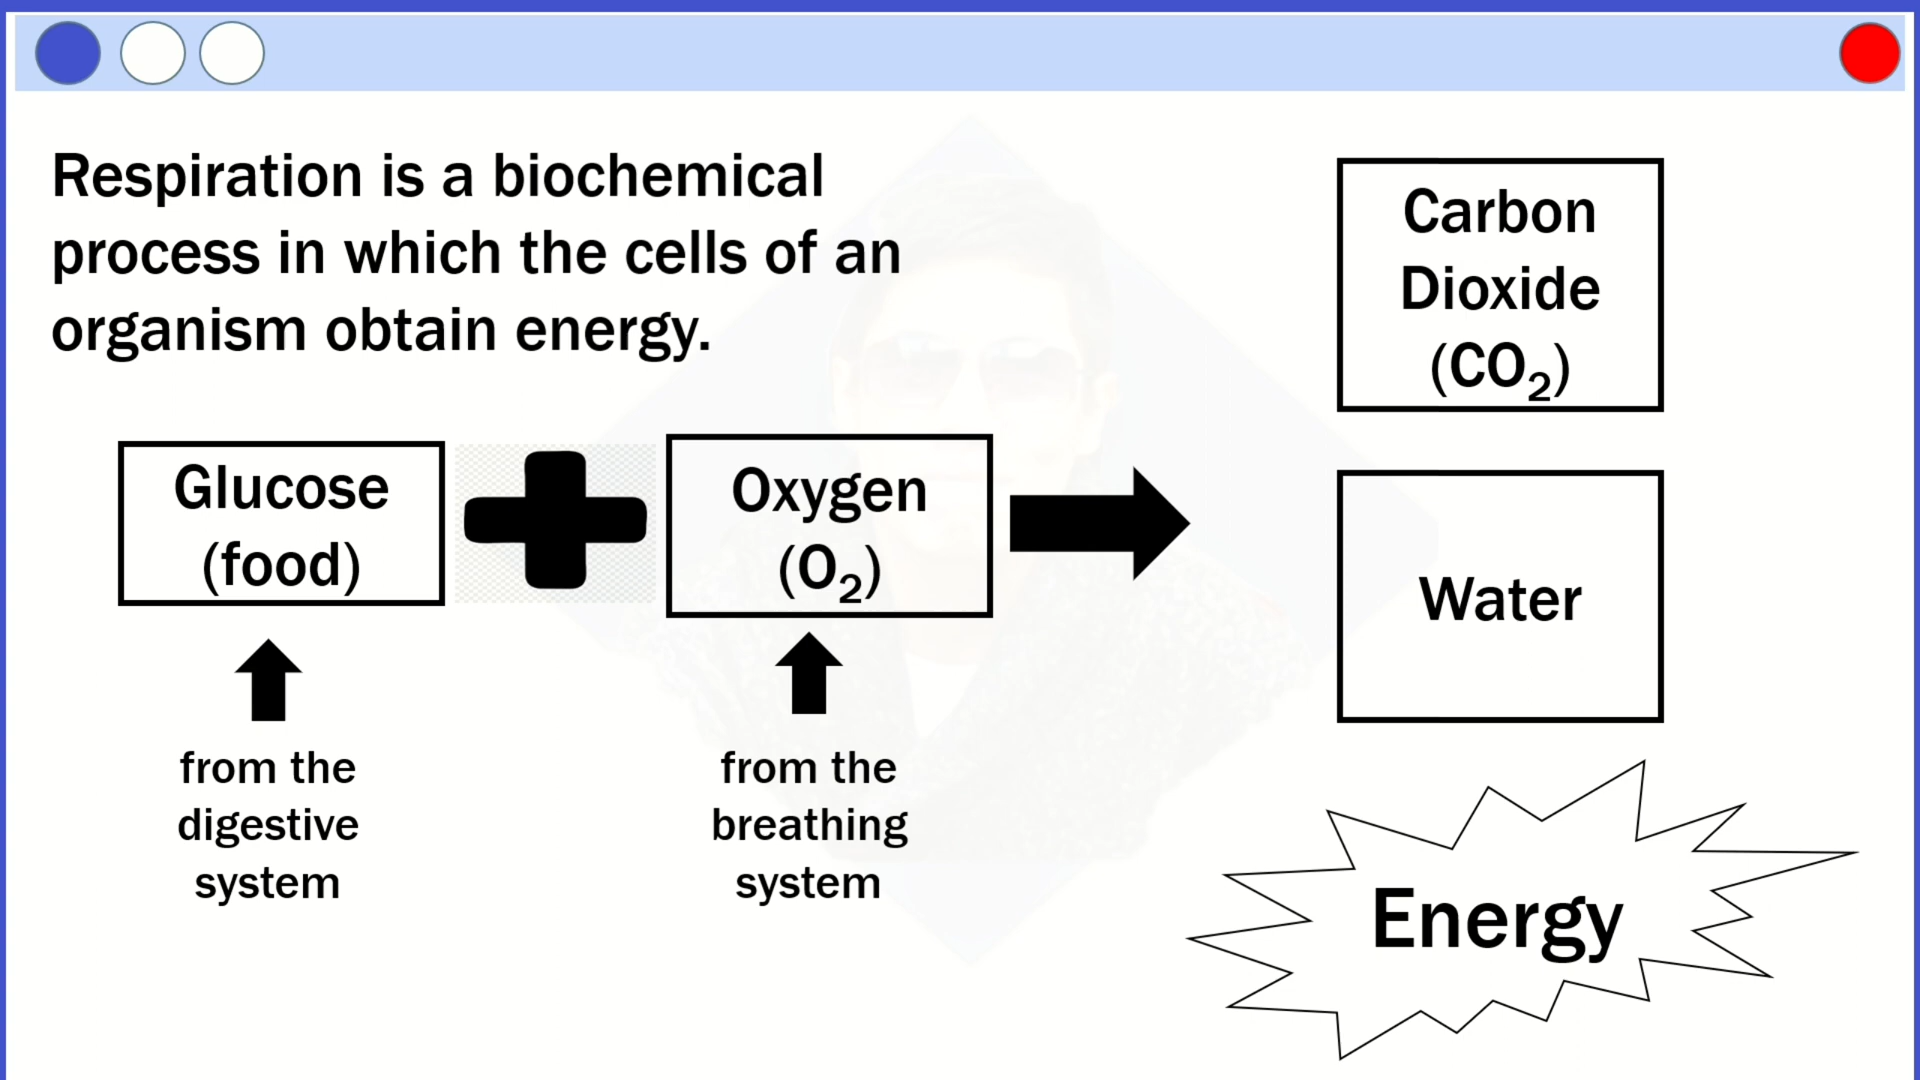 Respiration is a biochemical
process in which the cells of an
organism obtain energy.
Glucose
(food)
Oxygen
(O₂)
Carbon
Dioxide
(CO₂)
Water
Energy
from the
digestive
system
from the
breathing
system